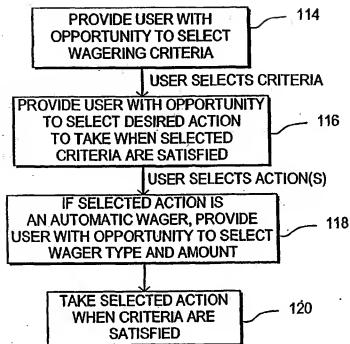 PROVIDE USER WITH
OPPORTUNITY TO SELECT
WAGERING CRITERIA
114
USER SELECTS CRITERIA
PROVIDE USER WITH OPPORTUNITY
TO SELECT DESIRED ACTION
TO TAKE WHEN SELECTED
CRITERIA ARE SATISFIED
116
USER SELECTS ACTION(S)
IF SELECTED ACTION IS
AN AUTOMATIC WAGER, PROVIDE
USER WITH OPPORTUNITY TO SELECT
WAGER TYPE AND AMOUNT
118
TAKE SELECTED ACTION
WHEN CRITERIA ARE
SATISFIED
120